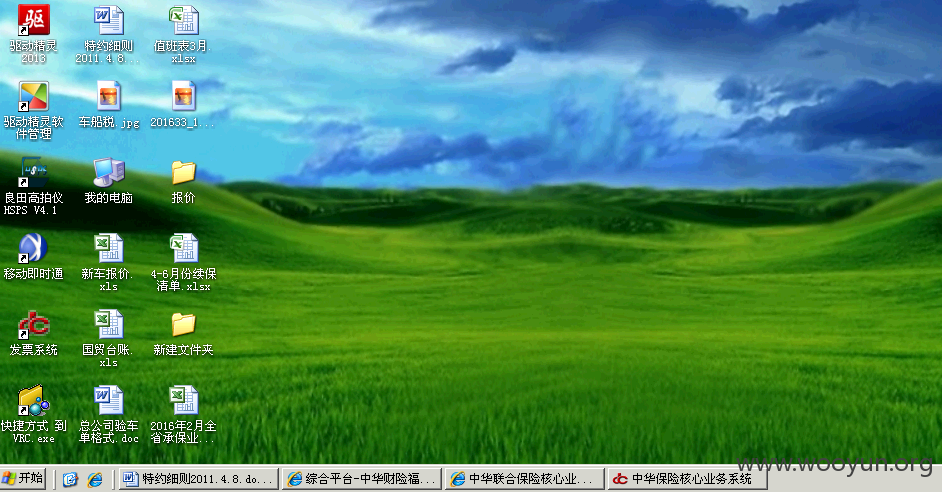 驱
驱动精灵
2013
特约细则
2011.4.8...
值班表3月.
xlsx
驱动精灵软
件管理
车船税.jpg
201633_1...
良田高拍仪
HSPS V4.1
我的电脑
报价
移动即时通
新车报价.
xls
4-6月份续保
清单.xlsx
发票系统
国贸台账.
xls
新建文件夹
快捷方式 到
VRC.exe
总公司验车
单格式.doc
2016年2月全
省承保业...
www.wooyun.org
开始
特约细则2011.4.8.do...
综合平台-中华财险福...
中华联合保险核心业...
中华保险核心业务系统